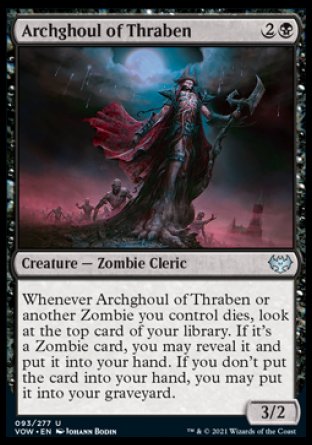 Archghoul of Thraben 2
Creature — Zombie Cleric
Whenever Archghoul of Thraben or
another Zombie you control dies, look
at the top card of your library. If it's
a Zombie card, you may reveal it and
put it into your hand. If you don't put
the card into your hand, you may put
it into your graveyard.
3/2
093/277 U
VOW • EN Johann Bodin ™ & © 2021 Wizards of the Coast